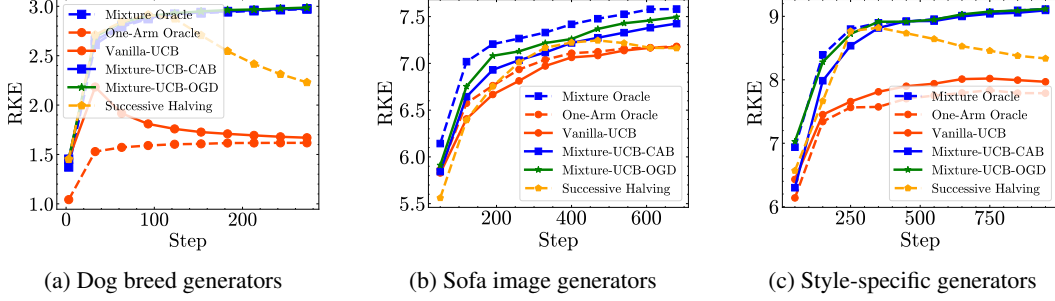 3.0
2.5
2.0
1.5
1.0
RKE
0
100
200
Step
Mixture Oracle
One-Arm Oracle
Vanilla-UCB
Mixture-UCB-CAB
Mixture-UCB-OGD
Successive Halving
(a) Dog breed generators
7.5
7.0
6.5
6.0
5.5
RKE
200
400
600
Step
Mixture Oracle
One-Arm Oracle
Vanilla-UCB
Mixture-UCB-CAB
Mixture-UCB-OGD
Successive Halving
(b) Sofa image generators
9
8
7
6
RKE
250
500
750
Step
Mixture Oracle
One-Arm Oracle
Vanilla-UCB
Mixture-UCB-CAB
Mixture-UCB-OGD
Successive Halving
(c) Style-specific generators